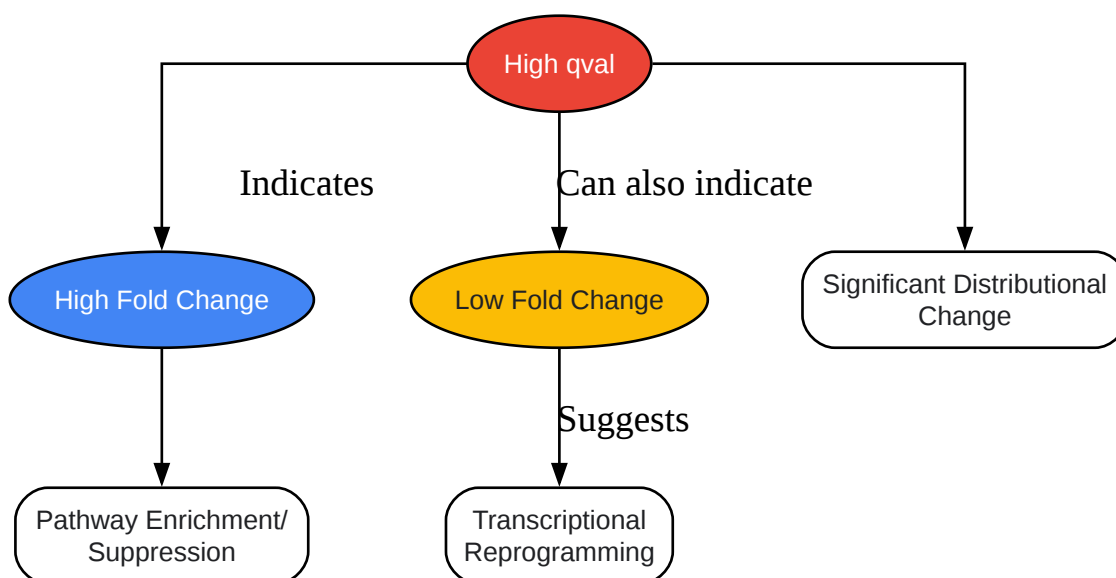 High qval
Indicates
Can also indicate
High Fold Change
Low Fold Change
Significant Distributional
Change
Suggests
Pathway Enrichment/
Suppression
Transcriptional
Reprogramming